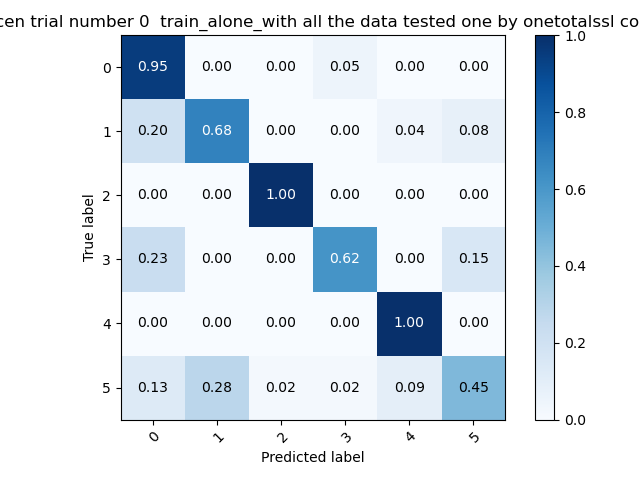 trial number 0 train_alone_with all the data tested one by onetotalssl
1.0
0 0.95 0.00 0.00 0.05 0.00 0.00
0.8
1 0.20 0.68 0.00 0.00 0.04 0.08
2 0.00 0.00 1.00 0.00 0.00 0.00
0.6
True label
3 0.23 0.00 0.00 0.62 0.00 0.15
0.4
4 0.00 0.00 0.00 0.00 1.00 0.00
0.2
5 0.13 0.28 0.02 0.02 0.09 0.45
0.0
0 1 2 3 4 5
Predicted label